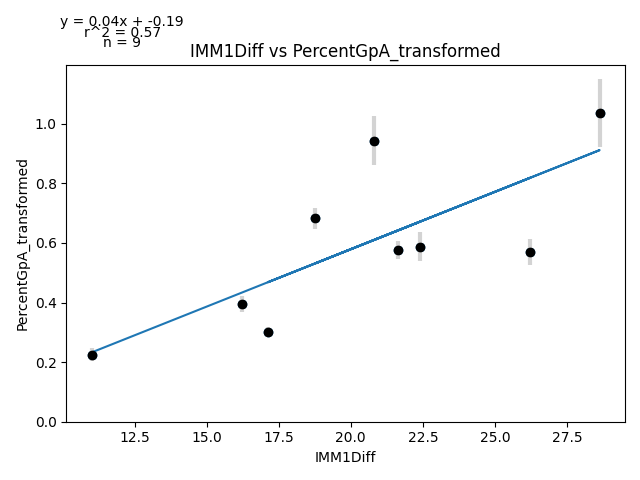 y = 0.04x + -0.19
r^2 = 0.57
n = 9
IMM1Diff vs PercentGpA_transformed
PercentGpA_transformed
1.0
0.8
0.6
0.4
0.2
0.0
12.5 15.0 17.5 20.0 22.5 25.0 27.5
IMM1Diff